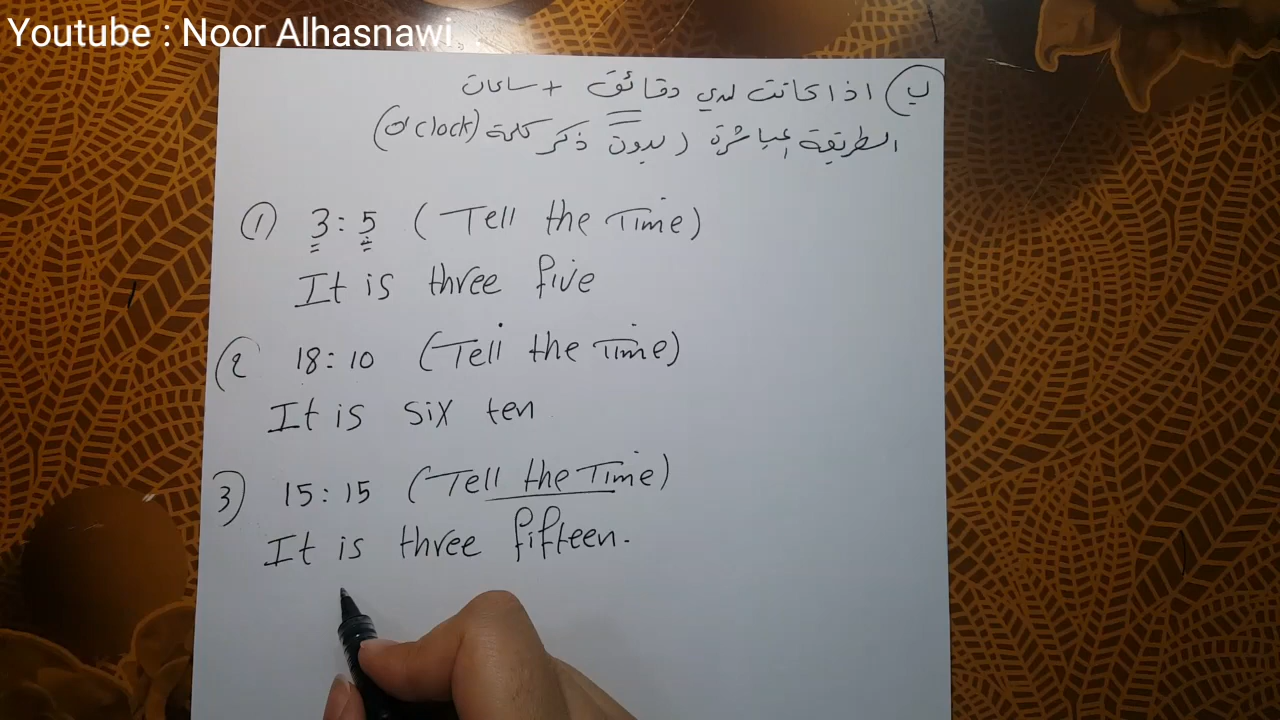 Youtube : Noor Alhasnawi
ب) اذا كانت لدي دقائق + ساعات
الطريقة المباشرة (بدون ذكر كلمة o'clock)
① 3:5 (Tell the Time)
It is three five
2 18:10 (Tell the Time)
It is six ten
3) 15:15 (Tell the Time)
It is three fifteen.